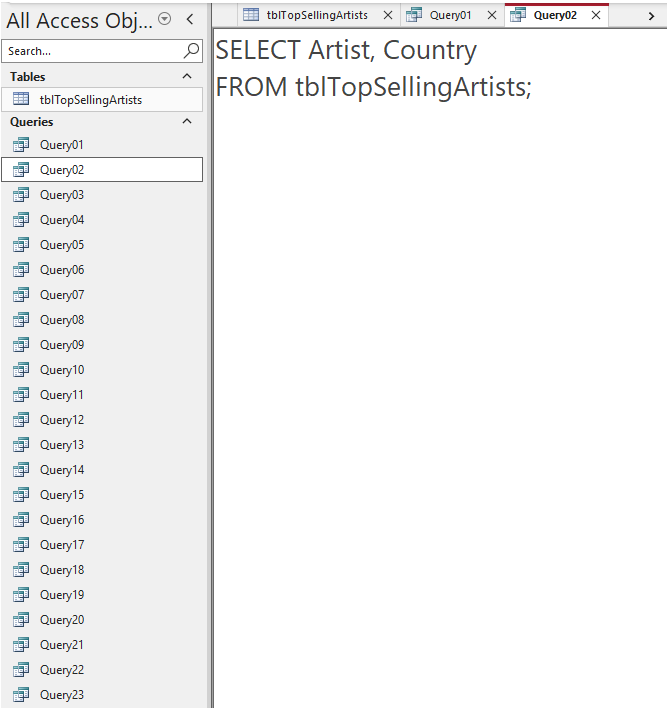 All Access Obj...
Search...
Tables
tblTopSellingArtists
Queries
Query01
Query02
Query03
Query04
Query05
Query06
Query07
Query08
Query09
Query10
Query11
Query12
Query13
Query14
Query15
Query16
Query17
Query18
Query19
Query20
Query21
Query22
Query23
tblTopSellingArtists Query01 Query02
SELECT Artist, Country
FROM tblTopSellingArtists;